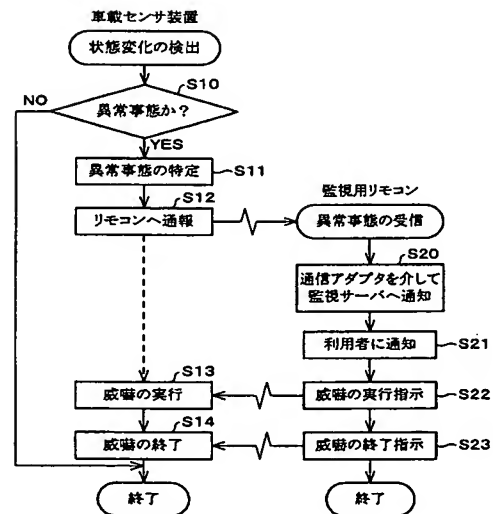 車載センサ装置
状態変化の検出
S10
NO
異常事態か?
YES
異常事態の特定
S11
S12
リモコンへ通報
監視用リモコン
異常事態の受信
S20
通信アダプタを介して
監視サーバへ通知
利用者に通知
S21
S13
威嚇の実行
威嚇の実行指示
S22
S14
威嚇の終了
威嚇の終了指示
S23
終了
終了